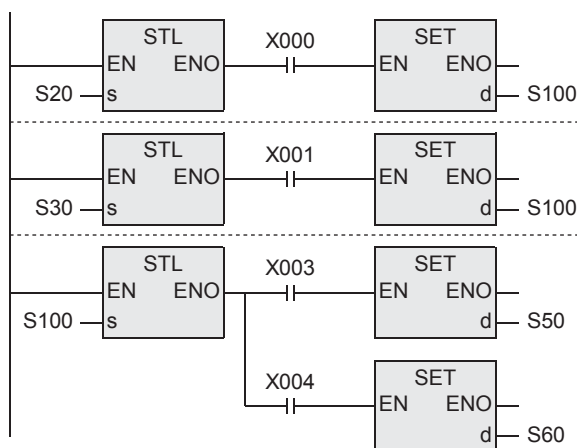 STL X000 SET
EN ENO EN ENO
S20 s d S100
STL X001 SET
EN ENO EN ENO
S30 s d S100
STL X003 SET
EN ENO EN ENO
S100 s d S50
X004 SET
EN ENO
d S60